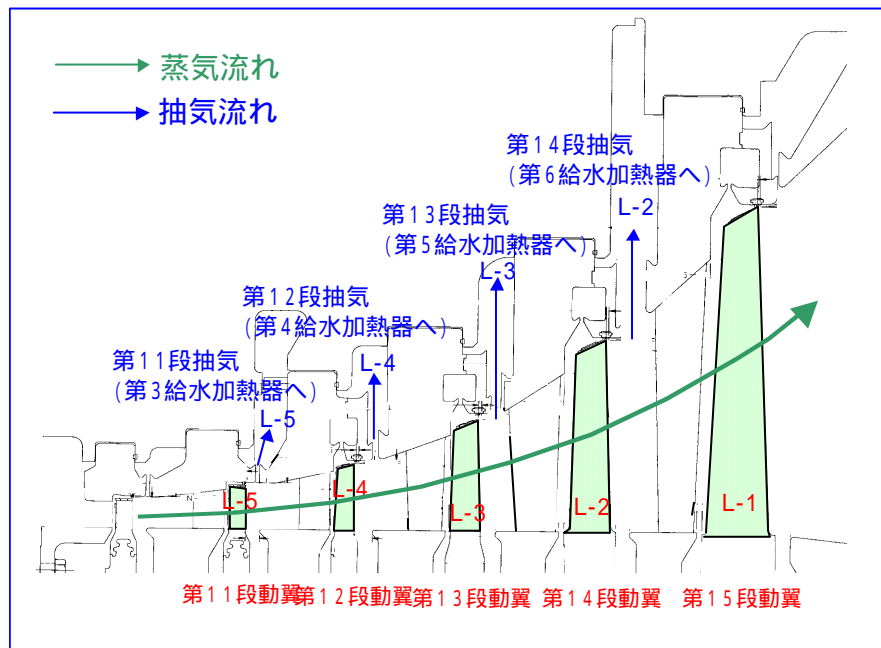 蒸気流れ
抽気流れ
第14段抽気
(第6給水加熱器へ)
L-2
第13段抽気
(第5給水加熱器へ)
L-3
第12段抽気
(第4給水加熱器へ)
L-4
第11段抽気
(第3給水加熱器へ)
L-5
L-5
L-4
L-3
L-2
L-1
第11段動翼
第12段動翼
第13段動翼
第14段動翼
第15段動翼